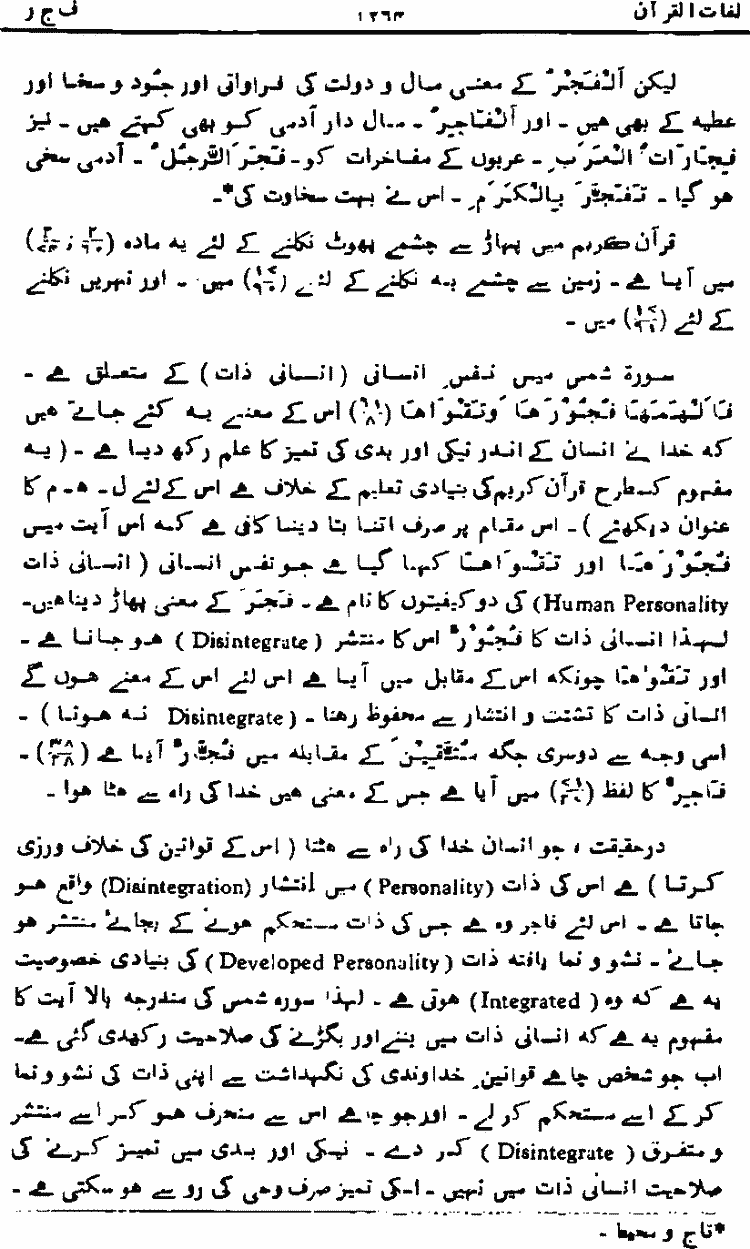 لغات القرآن ۱۲۶۳ ف ج ر
لیکن اَلْفَجْرُ کے معنی مال و دولت کی فراوانی اور جُود و سخا اور
عطیہ کے بھی ہیں ۔ اور اَلْفَاجِرُ ۔ مال دار آدمی کو بھی کہتے ہیں ۔ نیز
فِجَارَاتُ الْعَرَبِ ۔ عربوں کے مفاخرات کو۔ فَجَرَ الرَّجُلُ ۔ آدمی سخی
ہو گیا ۔ تَفَجَّرَ بِالْكَرَمِ ۔ اس نے بہت سخاوت کی*۔
قرآن کریم میں پہاڑ سے چشمے پھوٹ نکلنے کے لئے یہ مادہ
میں آیا ہے ۔ زمین سے چشمے بہ نکلنے کے لئے میں ۔ اور نہریں نکلنے
کے لئے میں ۔
سورۃ شمس میں نفسِ انسانی (انسانی ذات) کے متعلق ہے ۔
فَاَلْهَمَهَا فُجُوْرَهَا وَتَقْوَاهَا (۹۱/۸) اس کے معنے یہ کئے جاتے ہیں
کہ خدا نے انسان کے اندر نیکی اور بدی کی تمیز کا علم رکھ دیا ہے ۔ (یہ
مفہوم کسطرح قرآن کریم کی بنیادی تعلیم کے خلاف ہے اس کے لئے ل ۔ ھ ۔ م کا
عنوان دیکھئے) ۔ اس مقام پر صرف اتنا بتا دینا کافی ہے کہ اس آیت میں
فُجُوْرَهَا اور تَقْوَاهَا کہا گیا ہے جو نفس انسانی (انسانی ذات
Human Personality) کی دو کیفیتوں کا نام ہے ۔ فَجَرَ کے معنی پھاڑ دینا ہیں۔
لہذا انسانی ذات کا فُجُوْرٌ اس کا منتشر (Disintegrate) ہو جانا ہے ۔
اور تَقْوَاهَا چونکہ اس کے مقابل میں آیا ہے اس لئے اس کے معنے ہوں گے
انسانی ذات کا تشتت و انتشار سے محفوظ رہنا ۔ (Disintegrate نہ ہونا) ۔
اسی وجہ سے دوسری جگہ مُتَّقِيْنَ کے مقابلہ میں فُجَّارٌ آیا ہے (۳۸/۲۸) ۔
فَاجِرٌ کا لفظ میں آیا ہے جس کے معنی ہیں خدا کی راہ سے ہٹا ہوا ۔
درحقیقت ، جو انسان خدا کی راہ سے ہٹتا (اس کے قوانین کی خلاف ورزی
کرتا) ہے اس کی ذات (Personality) میں انتشار (Disintegration) واقع ہو
جاتا ہے ۔ اس لئے فاجر وہ ہے جس کی ذات مستحکم ہونے کے بجائے منتشر ہو
جائے ۔ نشو و نما یافتہ ذات (Developed Personality) کی بنیادی خصوصیت
یہ ہے کہ وہ (Integrated) ہوتی ہے ۔ لہذا سورہ شمس کی مندرجہ بالا آیت کا
مفہوم یہ ہے کہ انسانی ذات میں بننے اور بگڑنے کی صلاحیت رکھدی گئی ہے۔
اب جو شخص چاہے قوانینِ خداوندی کی نگہداشت سے اپنی ذات کی نشو و نما
کر کے اسے مستحکم کر لے ۔ اور جو چاہے اس سے منحرف ہو کر اسے منتشر
و متفرق (Disintegrate) کر دے ۔ نیکی اور بدی میں تمیز کرنے کی
صلاحیت انسانی ذات میں نہیں ۔ اسکی تمیز صرف وحی کی رو سے ہو سکتی ہے ۔
*تاج و محیط ۔